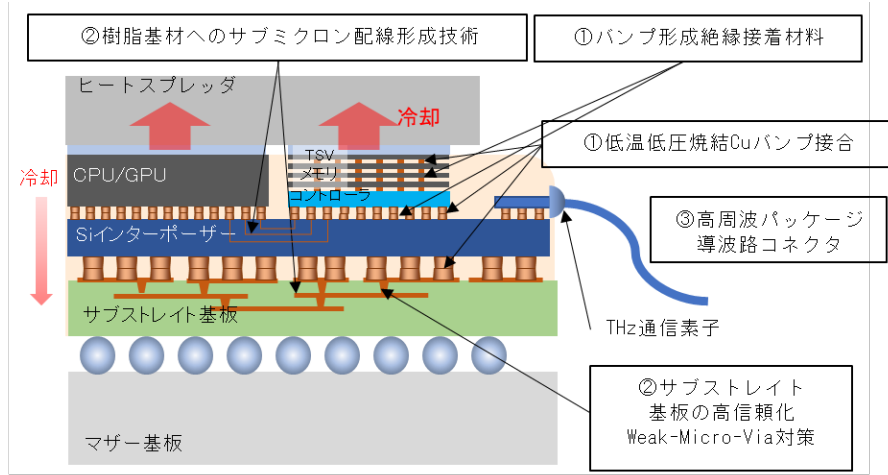 ②樹脂基材へのサブミクロン配線形成技術
①バンプ形成絶縁接着材料
ヒートスプレッダ
冷却
①低温低圧焼結Cuバンプ接合
TSV
メモリ
コントローラ
CPU/GPU
冷却
Siインターポーザー
③高周波パッケージ
導波路コネクタ
サブストレイト基板
THz通信素子
②サブストレイト
基板の高信頼化
Weak-Micro-Via対策
マザー基板